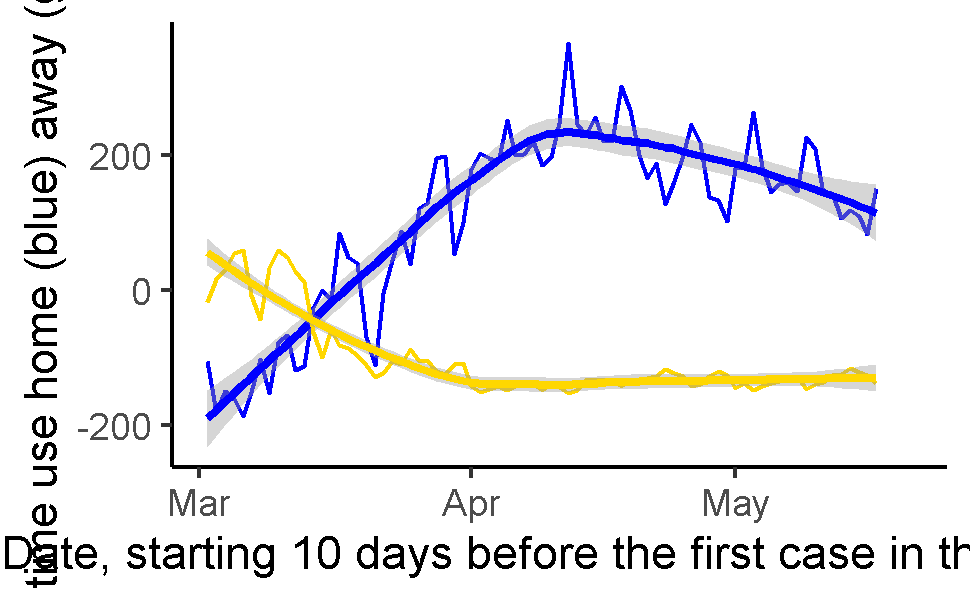 time use home (blue) away (
200
0
-200
Mar Apr May
Date, starting 10 days before the first case in th